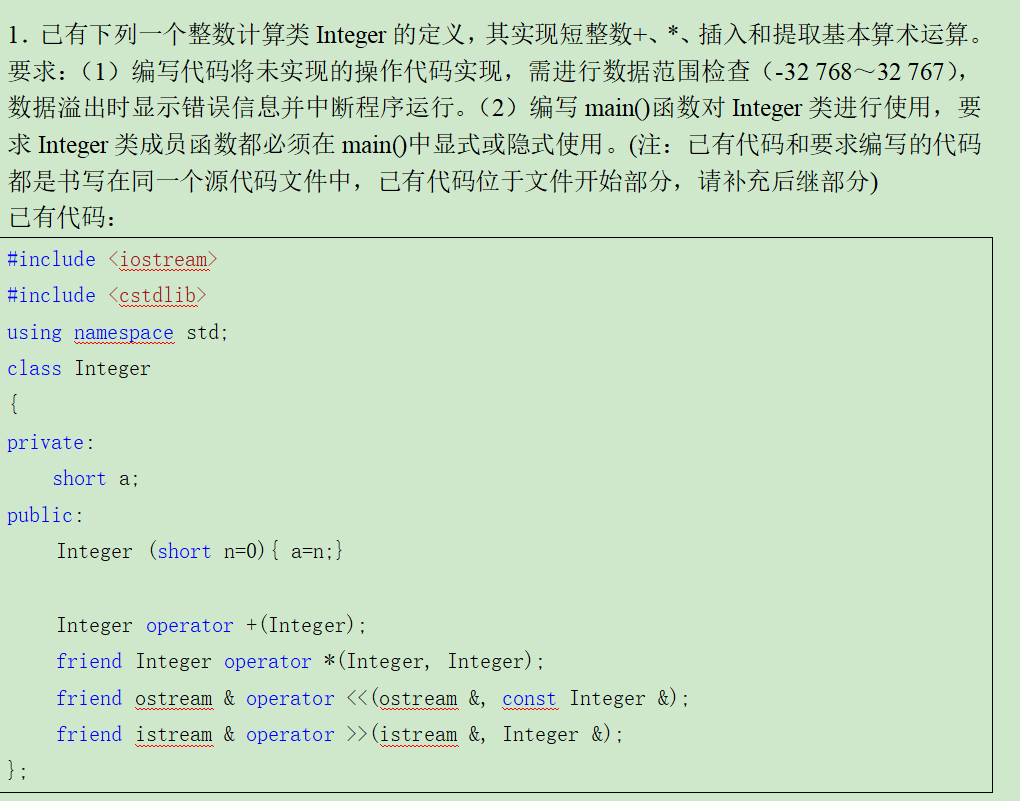 1. 已有下列一个整数计算类 Integer 的定义，其实现短整数+、*、插入和提取基本算术运算。
要求：（1）编写代码将未实现的操作代码实现，需进行数据范围检查（-32 768～32 767），
数据溢出时显示错误信息并中断程序运行。（2）编写 main()函数对 Integer 类进行使用，要
求 Integer 类成员函数都必须在 main()中显式或隐式使用。(注：已有代码和要求编写的代码
都是书写在同一个源代码文件中，已有代码位于文件开始部分，请补充后继部分)
已有代码：
#include <iostream>
#include <cstdlib>
using namespace std;
class Integer
{
private:
    short a;
public:
    Integer (short n=0){ a=n;}
    Integer operator +(Integer);
    friend Integer operator *(Integer, Integer);
    friend ostream & operator <<(ostream &, const Integer &);
    friend istream & operator >>(istream &, Integer &);
};